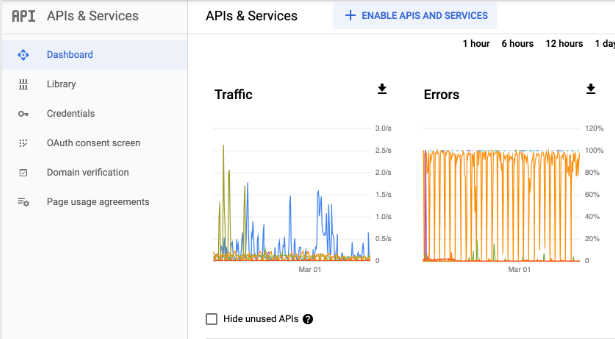 API APIs & Services
Dashboard
Library
Credentials
OAuth consent screen
Domain verification
Page usage agreements
APIs & Services
+ ENABLE APIS AND SERVICES
1 hour 6 hours 12 hours 1 day
Traffic
3.0/s
2.5/s
2.0/s
1.5/s
1.0/s
0.5/s
0
Mar 01
Errors
120%
100%
80%
60%
40%
20%
0
Mar 01
Hide unused APIs ?